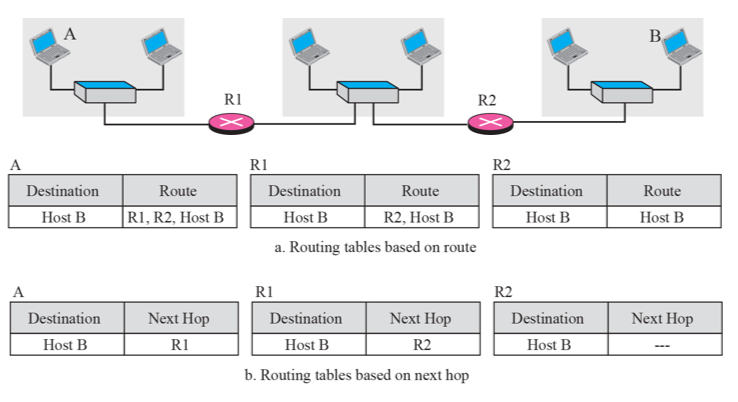 A
B
R1
R2
A
R1
R2
Destination Route
Destination Route
Destination Route
Host B R1, R2, Host B
Host B R2, Host B
Host B Host B
a. Routing tables based on route
A
R1
R2
Destination Next Hop
Destination Next Hop
Destination Next Hop
Host B R1
Host B R2
Host B ---
b. Routing tables based on next hop